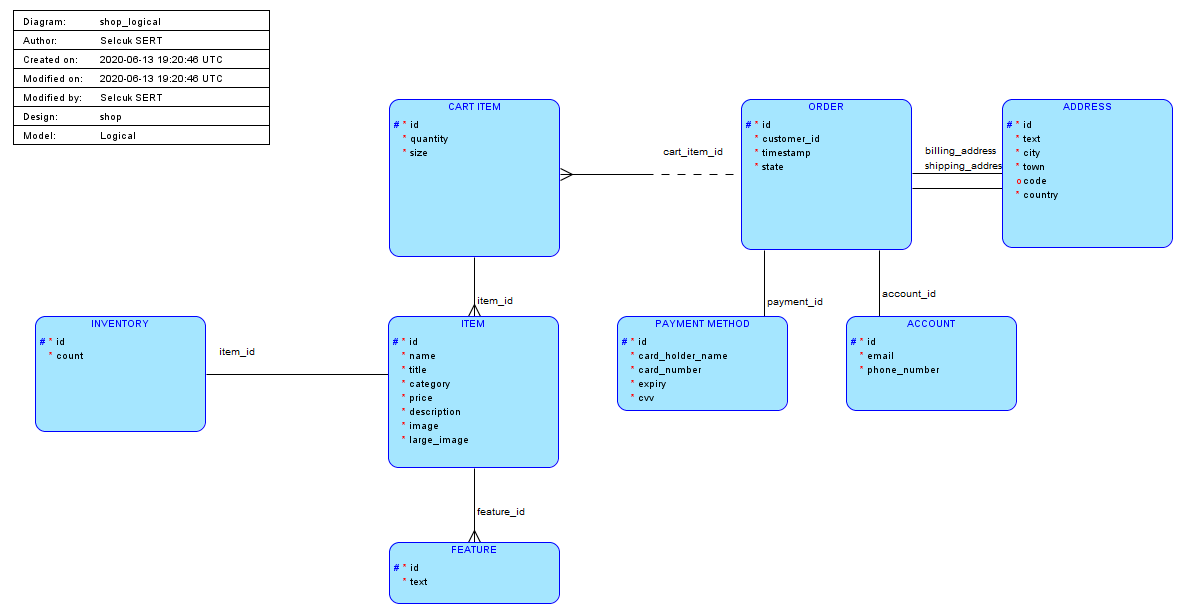 Diagram: shop_logical
Author: Selcuk SERT
Created on: 2020-06-13 19:20:46 UTC
Modified on: 2020-06-13 19:20:46 UTC
Modified by: Selcuk SERT
Design: shop
Model: Logical
CART ITEM
# * id
* quantity
* size
cart_item_id
ORDER
# * id
* customer_id
* timestamp
* state
billing_address
shipping_addres
ADDRESS
# * id
* text
* city
* town
o code
* country
item_id
payment_id
account_id
INVENTORY
# * id
* count
item_id
ITEM
# * id
* name
* title
* category
* price
* description
* image
* large_image
PAYMENT METHOD
# * id
* card_holder_name
* card_number
* expiry
* cvv
ACCOUNT
# * id
* email
* phone_number
feature_id
FEATURE
# * id
* text